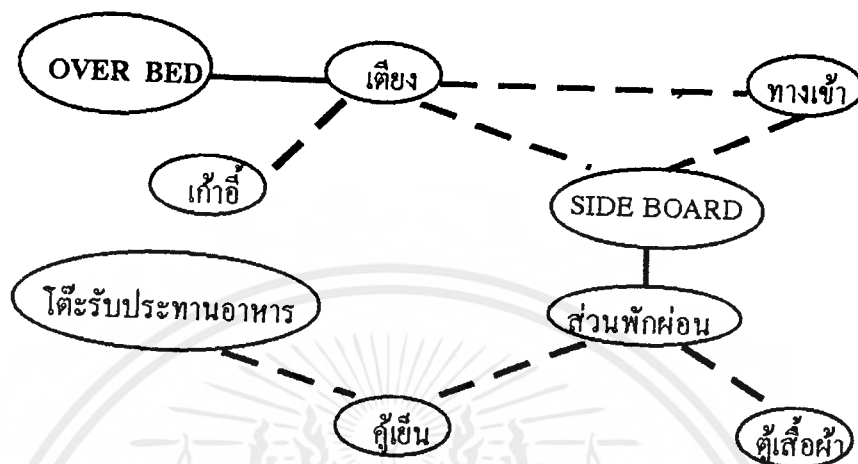 OVER BED
เตียง
ทางเข้า
เก้าอี้
SIDE BOARD
โต๊ะรับประทานอาหาร
ส่วนพักผ่อน
ตู้เย็น
ตู้เสื้อผ้า